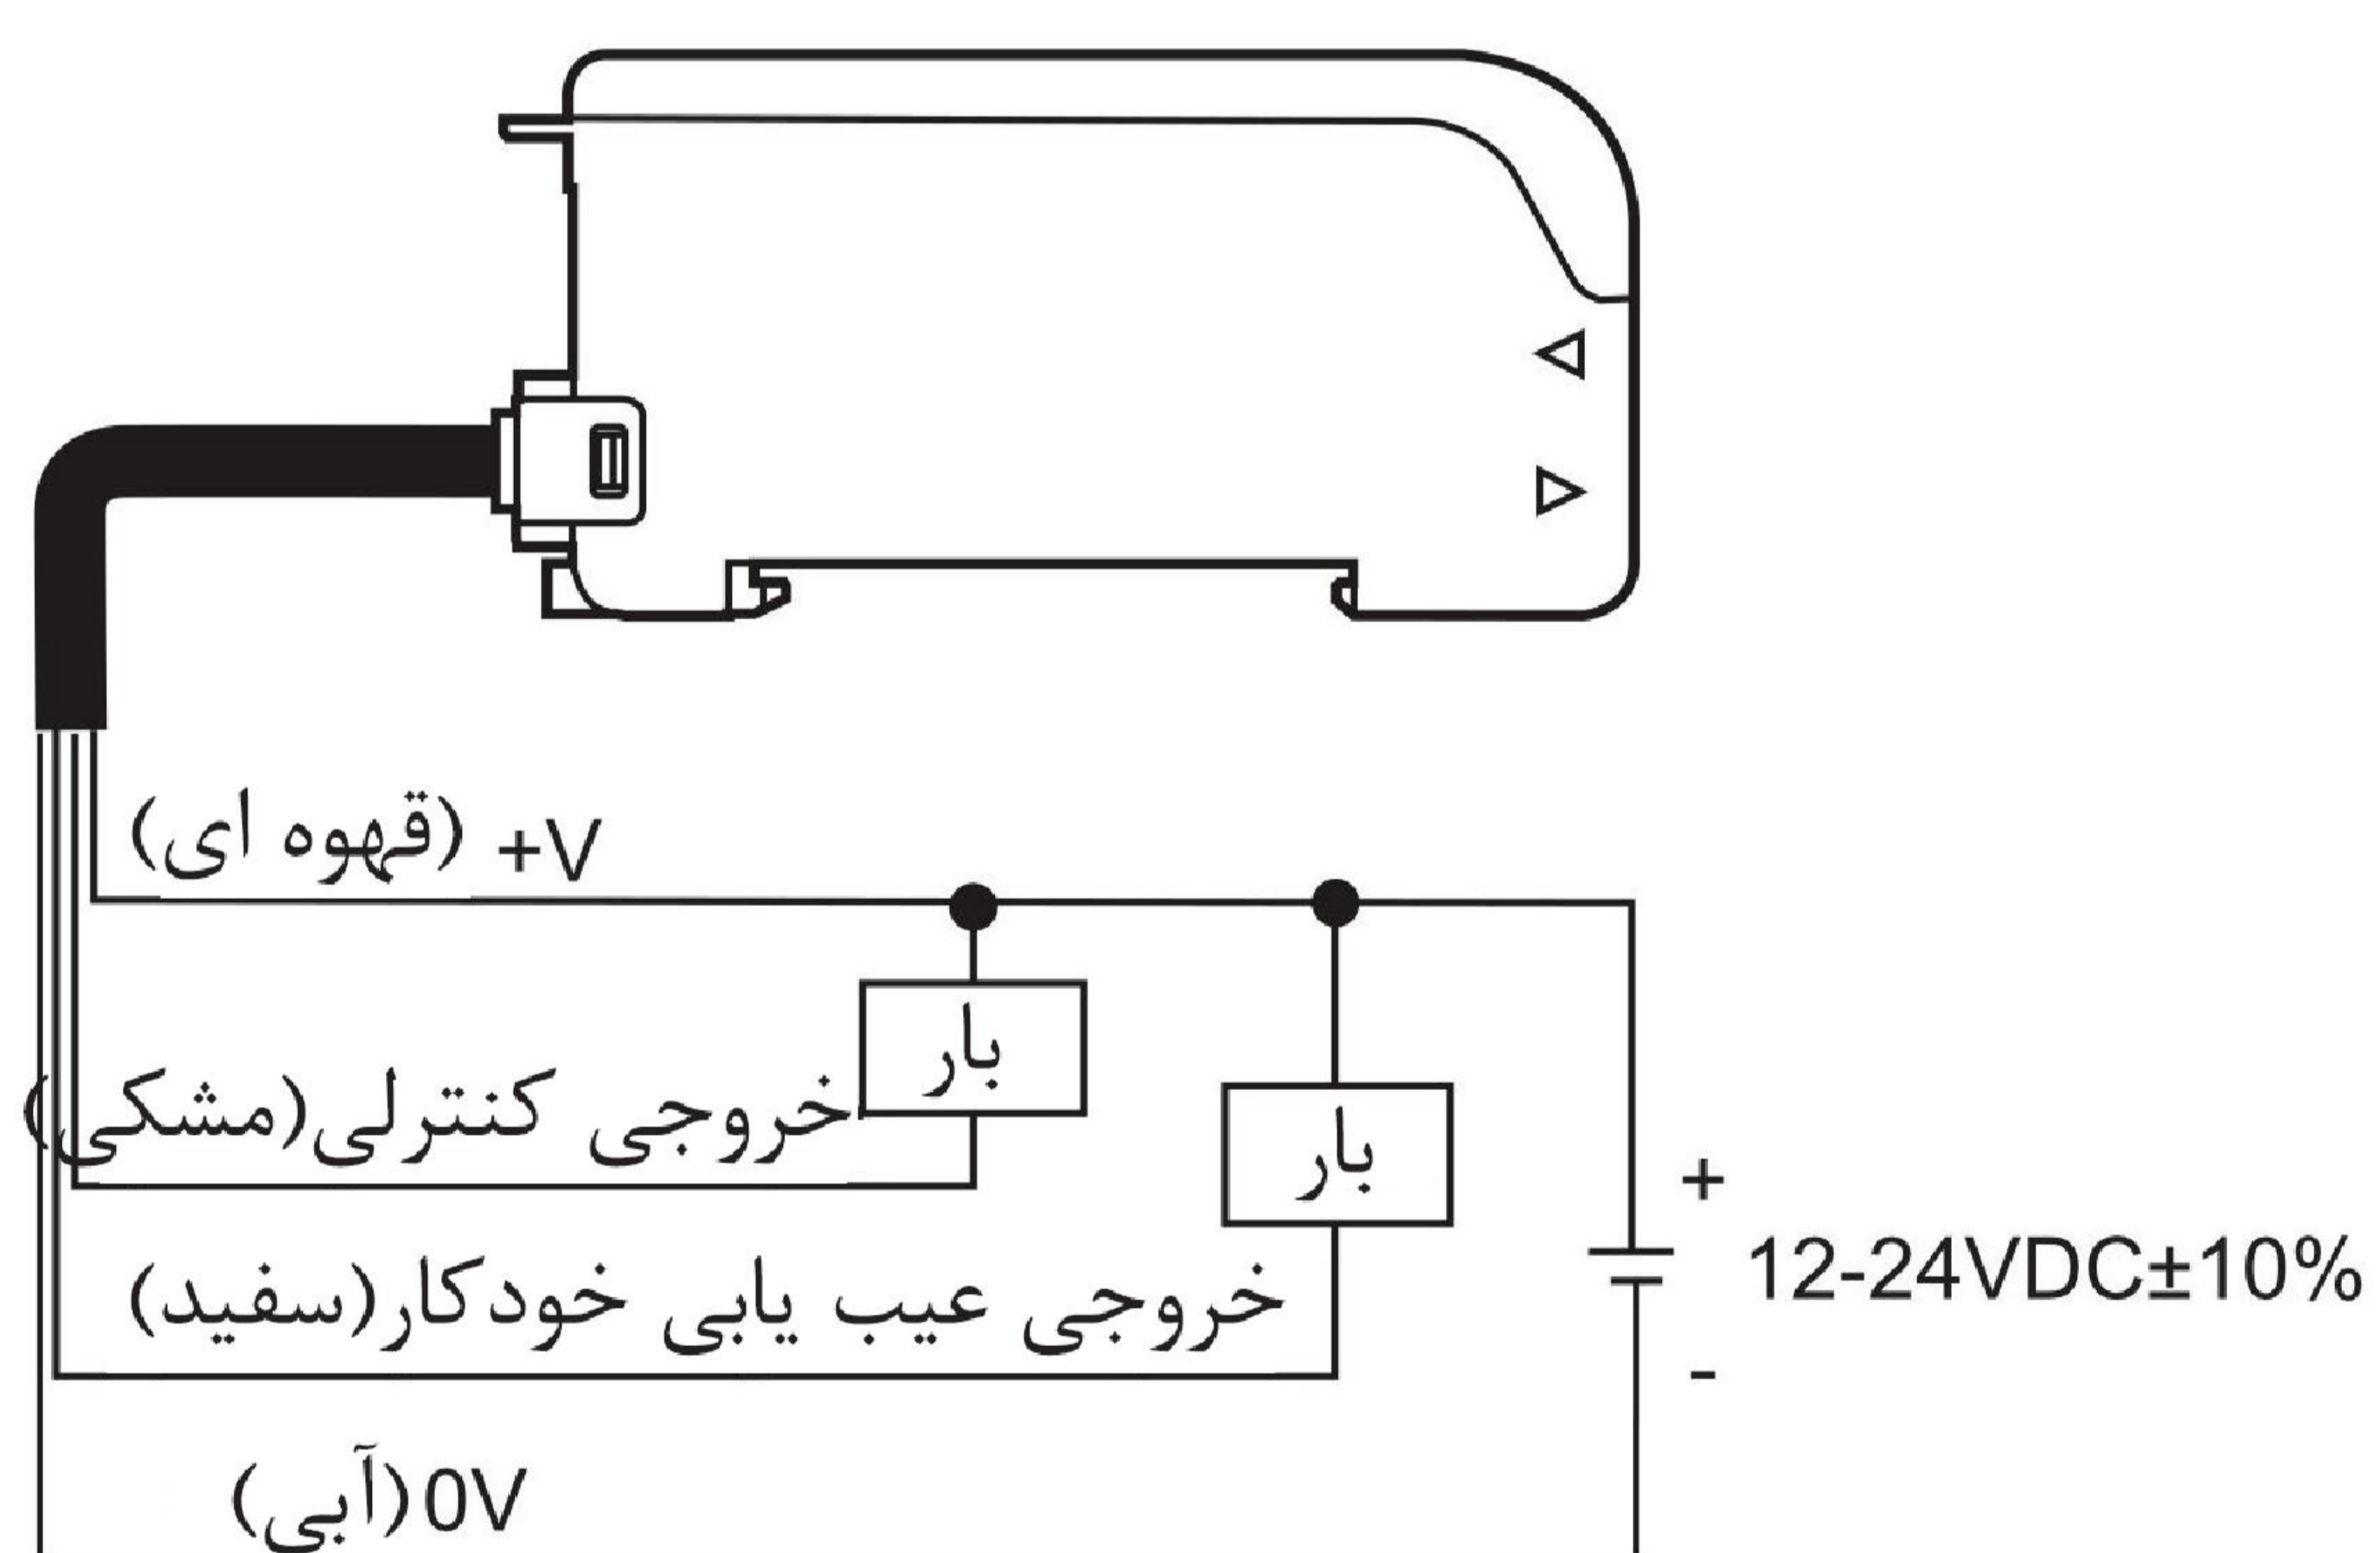 (قهوه ای) +V
بار
خروجی کنترلی(مشکی)
بار
+
12-24VDC±10%
خروجی عیب یابی خودکار(سفید)
-
0V(آبی)